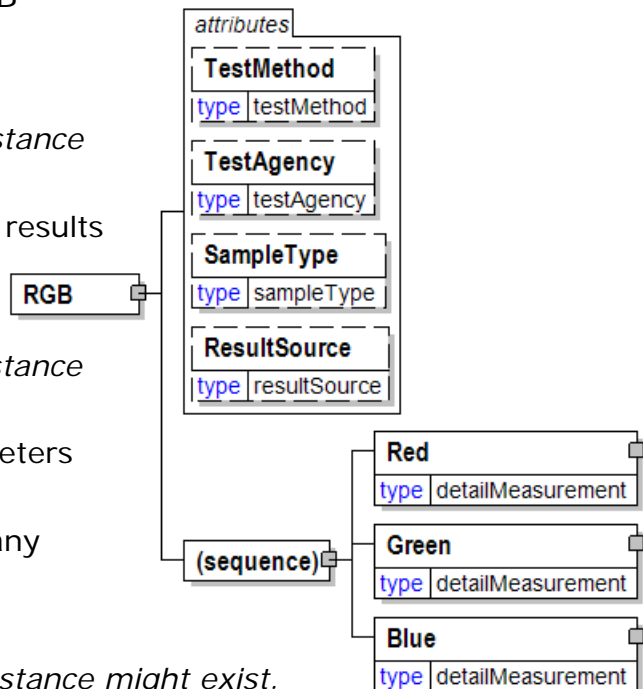 B
stance
results
stance
eters
any
stance might exist.
RGB
attributes
TestMethod
type testMethod
TestAgency
type testAgency
SampleType
type sampleType
ResultSource
type resultSource
(sequence)
Red
type detailMeasurement
Green
type detailMeasurement
Blue
type detailMeasurement